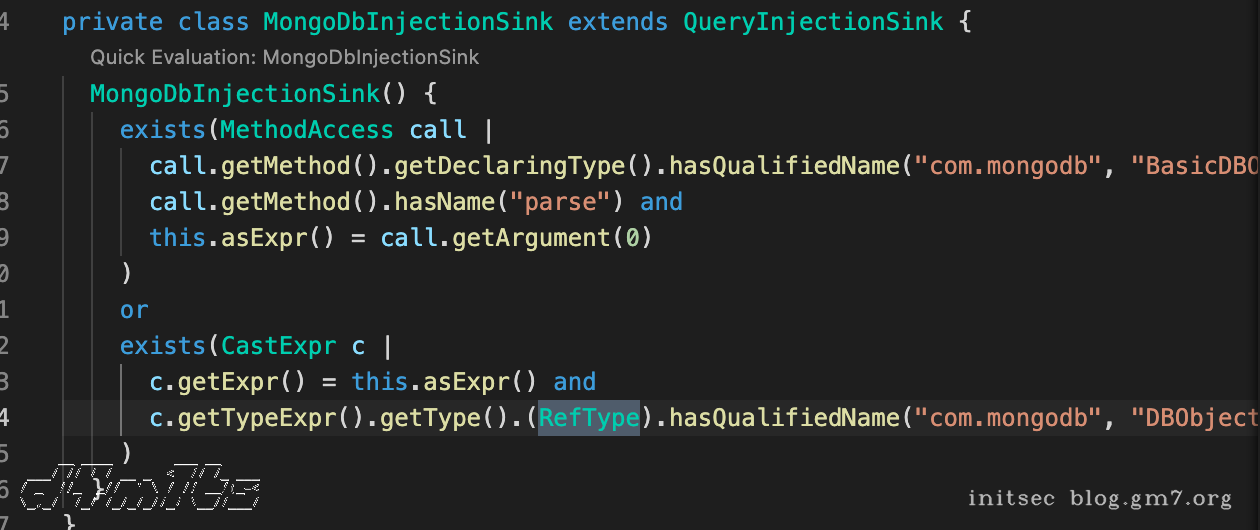 4 private class MongoDbInjectionSink extends QueryInjectionSink {
Quick Evaluation: MongoDbInjectionSink
5 MongoDbInjectionSink() {
6 exists(MethodAccess call |
7 call.getMethod().getDeclaringType().hasQualifiedName("com.mongodb", "BasicDBO
8 call.getMethod().hasName("parse") and
9 this.asExpr() = call.getArgument(0)
0 )
1 or
2 exists(CastExpr c |
3 c.getExpr() = this.asExpr() and
4 c.getTypeExpr().getType().(RefType).hasQualifiedName("com.mongodb", "DBObject
5 )
6 }
7 }
initsec blog.gm7.org